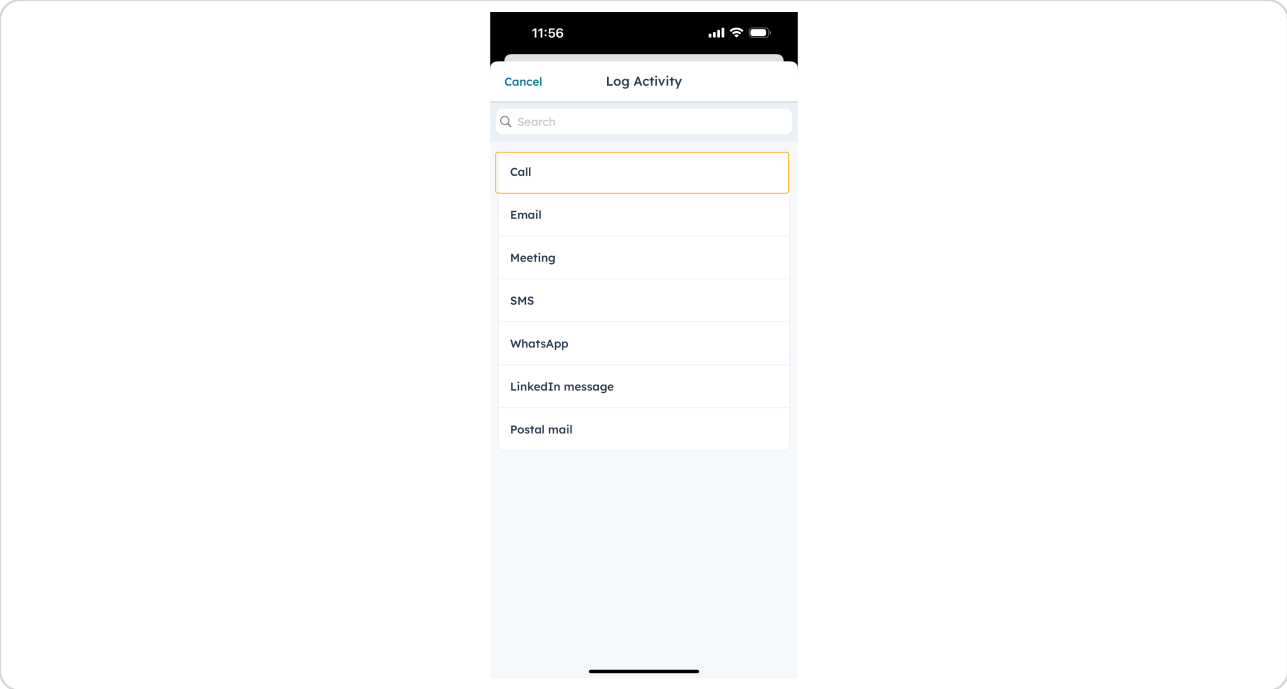 11:56
Cancel Log Activity
Search
Call
Email
Meeting
SMS
WhatsApp
LinkedIn message
Postal mail